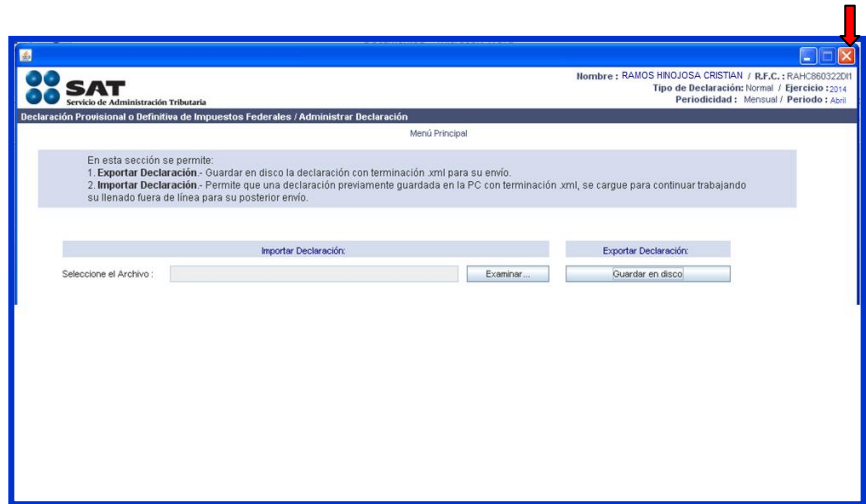 SAT
Servicio de Administración Tributaria
Nombre : RAMOS HINOJOSA CRISTIAN / R.F.C. : RAHC860322DI1
Tipo de Declaración: Normal / Ejercicio :2014
Periodicidad : Mensual / Periodo : Abril
Declaración Provisional o Definitiva de Impuestos Federales / Administrar Declaración
Menú Principal
En esta sección se permite:
1. Exportar Declaración.- Guardar en disco la declaración con terminación .xml para su envío.
2. Importar Declaración.- Permite que una declaración previamente guardada en la PC con terminación .xml, se cargue para continuar trabajando
su llenado fuera de línea para su posterior envío.
Importar Declaración:
Exportar Declaración:
Seleccione el Archivo :
Examinar...
Guardar en disco